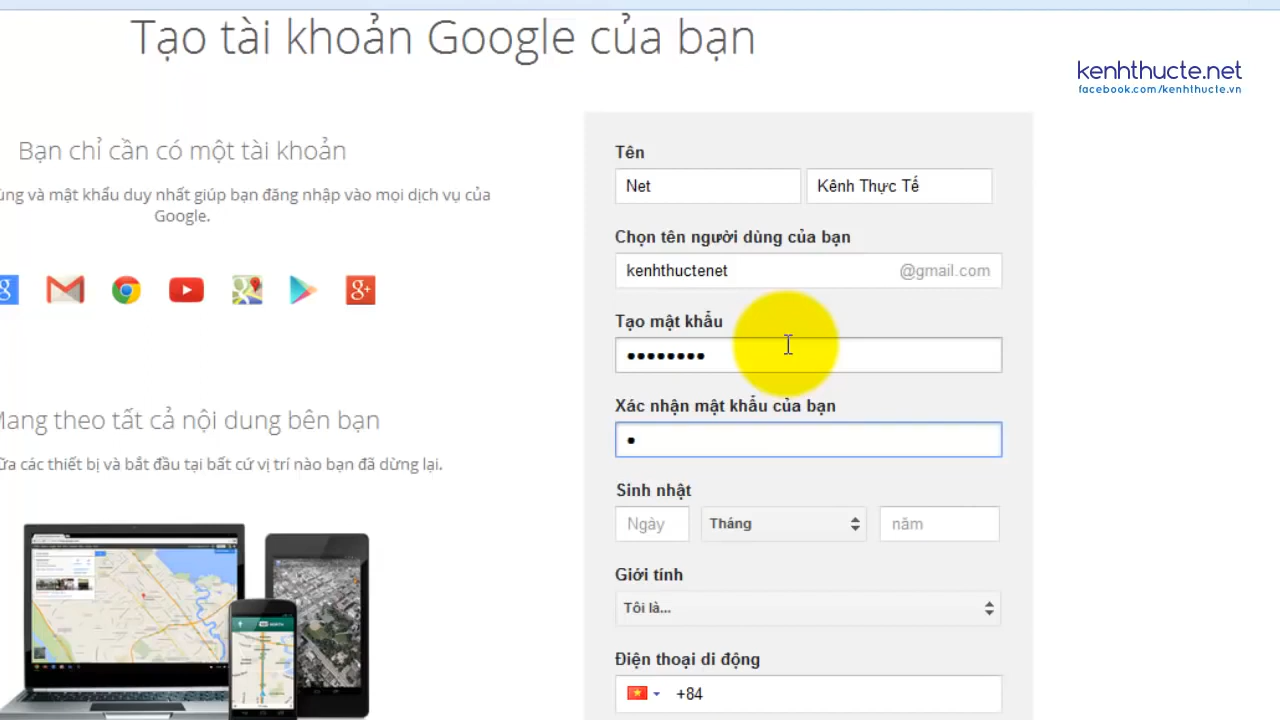 Tạo tài khoản Google của bạn
kenhthucte.net
facebook.com/kenhthucte.vn
Bạn chỉ cần có một tài khoản
và mật khẩu duy nhất giúp bạn đăng nhập vào mọi dịch vụ của
Google.
Mang theo tất cả nội dung bên bạn
các thiết bị và bắt đầu tại bất cứ vị trí nào bạn đã dừng lại.
Tên
Net
Kênh Thực Tế
Chọn tên người dùng của bạn
kenhthuctenet
@gmail.com
Tạo mật khẩu
••••••••
Xác nhận mật khẩu của bạn
•
Sinh nhật
Ngày
Tháng
năm
Giới tính
Tôi là...
Điện thoại di động
+84